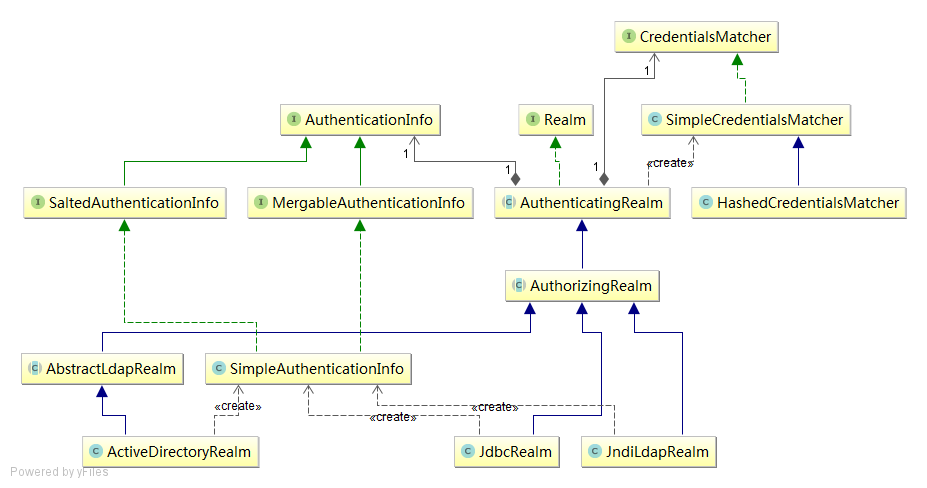 I CredentialsMatcher
1
I AuthenticationInfo
I Realm
C SimpleCredentialsMatcher
1
1
1
«create»
I SaltedAuthenticationInfo
I MergableAuthenticationInfo
C AuthenticatingRealm
C HashedCredentialsMatcher
C AuthorizingRealm
C AbstractLdapRealm
C SimpleAuthenticationInfo
«create»
«create»
«create»
C ActiveDirectoryRealm
C JdbcRealm
C JndiLdapRealm
Powered by yFiles